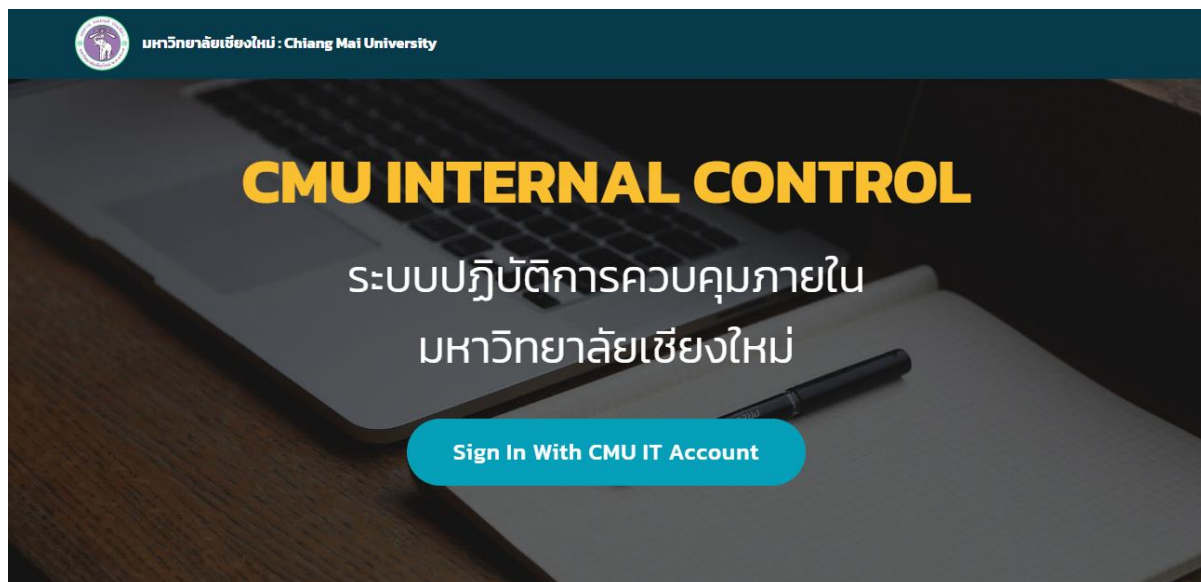 มหาวิทยาลัยเชียงใหม่ : Chiang Mai University
CMU INTERNAL CONTROL
ระบบปฏิบัติการควบคุมภายใน
มหาวิทยาลัยเชียงใหม่
Sign In With CMU IT Account